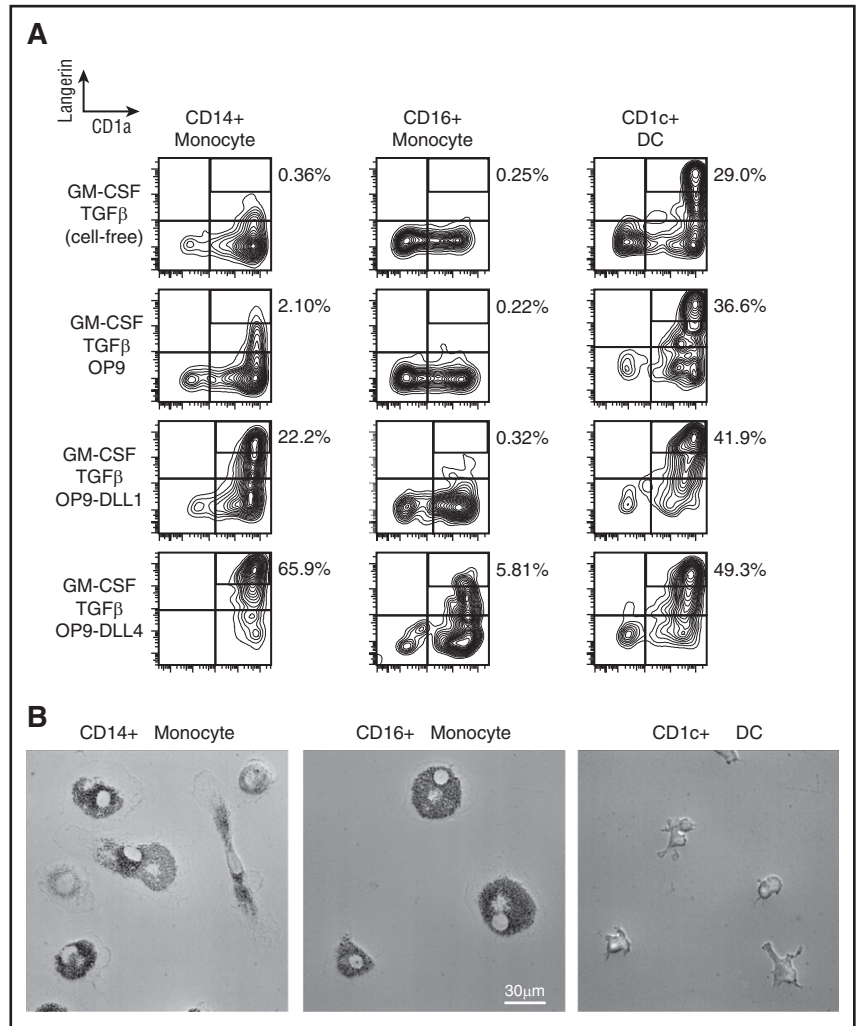 A
Langerin
CD1a
CD14+
Monocyte
CD16+
Monocyte
CD1c+
DC
GM-CSF
TGFβ
(cell-free)
0.36%
0.25%
29.0%
GM-CSF
TGFβ
OP9
2.10%
0.22%
36.6%
GM-CSF
TGFβ
OP9-DLL1
22.2%
0.32%
41.9%
GM-CSF
TGFβ
OP9-DLL4
65.9%
5.81%
49.3%
B
CD14+ Monocyte
CD16+ Monocyte
CD1c+ DC
30μm